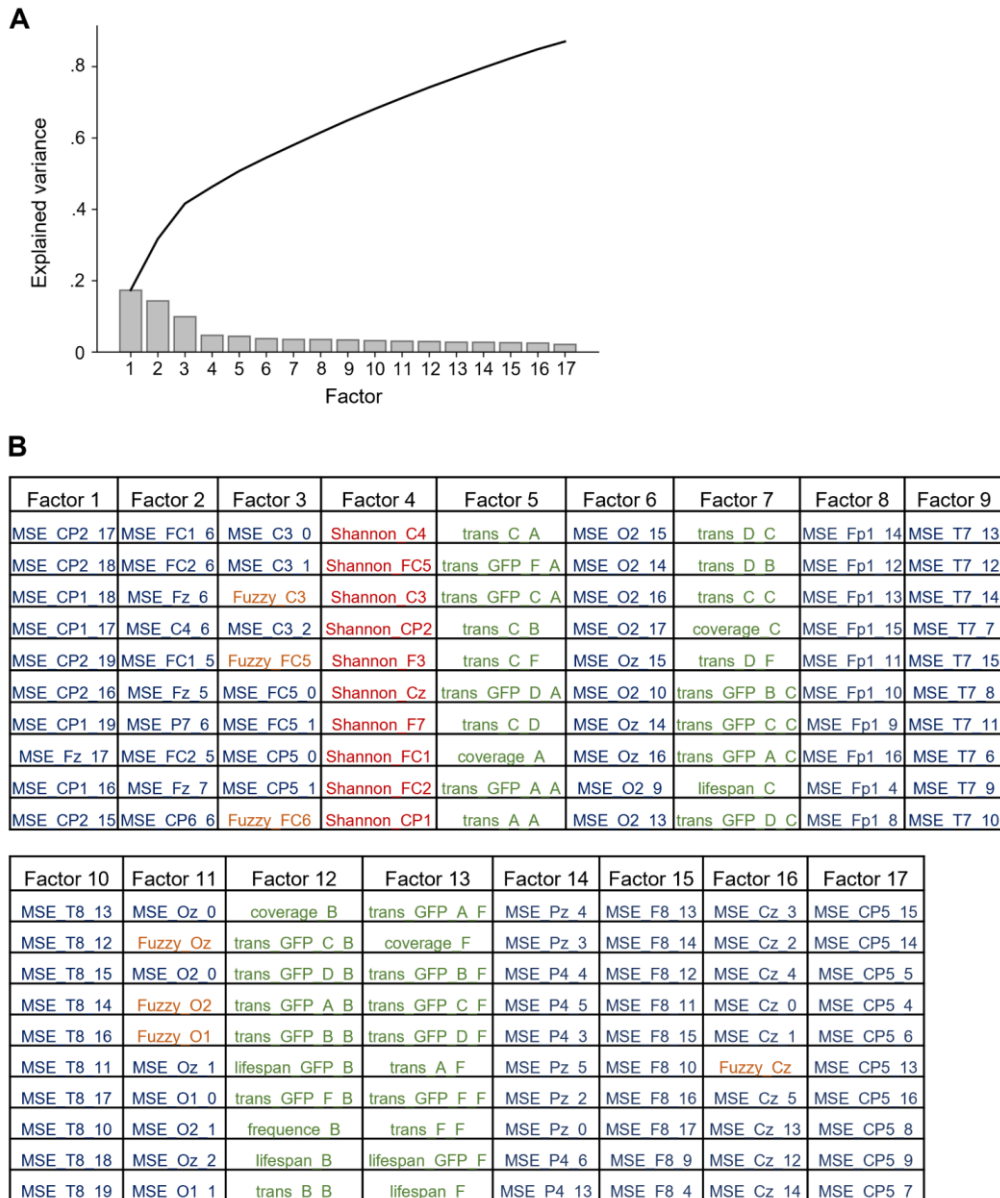 A
Explained variance
.8
.6
.4
.2
0
1 2 3 4 5 6 7 8 9 10 11 12 13 14 15 16 17
Factor
B
Factor 1 Factor 2 Factor 3 Factor 4 Factor 5 Factor 6 Factor 7 Factor 8 Factor 9
MSE_CP2_17 MSE_FC1_6 MSE_C3_0 Shannon_C4 trans_C_A MSE_O2_15 trans_D_C MSE_Fp1_14 MSE_T7_13
MSE_CP2_18 MSE_FC2_6 MSE_C3_1 Shannon_FC5 trans_GFP_F_A MSE_O2_14 trans_D_B MSE_Fp1_12 MSE_T7_12
MSE_CP1_18 MSE_Fz_6 Fuzzy_C3 Shannon_C3 trans_GFP_C_A MSE_O2_16 trans_C_C MSE_Fp1_13 MSE_T7_14
MSE_CP1_17 MSE_C4_6 MSE_C3_2 Shannon_CP2 trans_C_B MSE_O2_17 coverage_C MSE_Fp1_15 MSE_T7_7
MSE_CP2_19 MSE_FC1_5 Fuzzy_FC5 Shannon_F3 trans_C_F MSE_Oz_15 trans_D_F MSE_Fp1_11 MSE_T7_15
MSE_CP2_16 MSE_Fz_5 MSE_FC5_0 Shannon_Cz trans_GFP_D_A MSE_O2_10 trans_GFP_B_C MSE_Fp1_10 MSE_T7_8
MSE_CP1_19 MSE_P7_6 MSE_FC5_1 Shannon_F7 trans_C_D MSE_Oz_14 trans_GFP_C_C MSE_Fp1_9 MSE_T7_11
MSE_Fz_17 MSE_FC2_5 MSE_CP5_0 Shannon_FC1 coverage_A MSE_Oz_16 trans_GFP_A_C MSE_Fp1_16 MSE_T7_6
MSE_CP1_16 MSE_Fz_7 MSE_CP5_1 Shannon_FC2 trans_GFP_A_A MSE_O2_9 lifespan_C MSE_Fp1_4 MSE_T7_9
MSE_CP2_15 MSE_CP6_6 Fuzzy_FC6 Shannon_CP1 trans_A_A MSE_O2_13 trans_GFP_D_C MSE_Fp1_8 MSE_T7_10
Factor 10 Factor 11 Factor 12 Factor 13 Factor 14 Factor 15 Factor 16 Factor 17
MSE_T8_13 MSE_Oz_0 coverage_B trans_GFP_A_F MSE_Pz_4 MSE_F8_13 MSE_Cz_3 MSE_CP5_15
MSE_T8_12 Fuzzy_Oz trans_GFP_C_B coverage_F MSE_Pz_3 MSE_F8_14 MSE_Cz_2 MSE_CP5_14
MSE_T8_15 MSE_O2_0 trans_GFP_D_B trans_GFP_B_F MSE_P4_4 MSE_F8_12 MSE_Cz_4 MSE_CP5_5
MSE_T8_14 Fuzzy_O2 trans_GFP_A_B trans_GFP_C_F MSE_P4_5 MSE_F8_11 MSE_Cz_0 MSE_CP5_4
MSE_T8_16 Fuzzy_O1 trans_GFP_B_B trans_GFP_D_F MSE_P4_3 MSE_F8_15 MSE_Cz_1 MSE_CP5_6
MSE_T8_11 MSE_Oz_1 lifespan_GFP_B trans_A_F MSE_Pz_5 MSE_F8_10 Fuzzy_Cz MSE_CP5_13
MSE_T8_17 MSE_O1_0 trans_GFP_F_B trans_GFP_F_F MSE_Pz_2 MSE_F8_16 MSE_Cz_5 MSE_CP5_16
MSE_T8_10 MSE_O2_1 frequence_B trans_F_F MSE_Pz_0 MSE_F8_17 MSE_Cz_13 MSE_CP5_8
MSE_T8_18 MSE_Oz_2 lifespan_B lifespan_GFP_F MSE_P4_6 MSE_F8_9 MSE_Cz_12 MSE_CP5_9
MSE_T8_19 MSE_O1_1 trans_B_B lifespan_F MSE_P4_13 MSE_F8_4 MSE_Cz_14 MSE_CP5_7